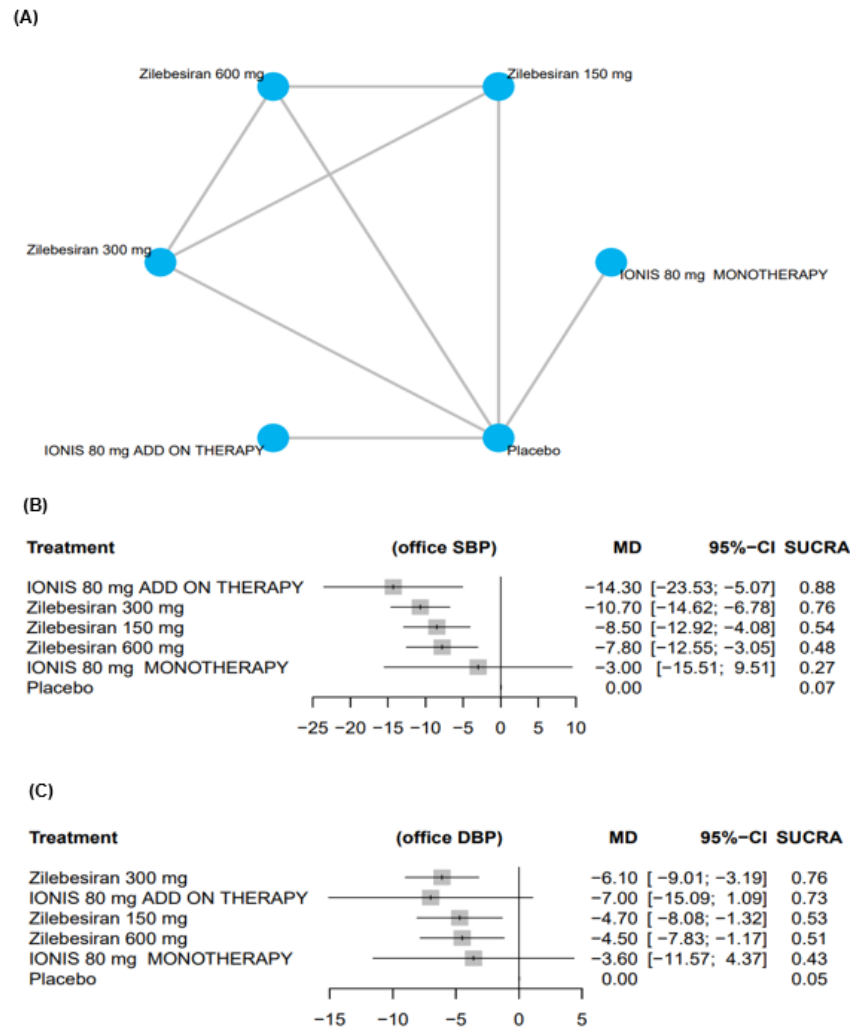 (A)
Zilebesiran 600 mg
Zilebesiran 150 mg
Zilebesiran 300 mg
IONIS 80 mg  MONOTHERAPY
IONIS 80 mg ADD ON THERAPY
Placebo
(B)
Treatment (office SBP) MD 95%−CI SUCRA
IONIS 80 mg ADD ON THERAPY −14.30 [−23.53; −5.07] 0.88
Zilebesiran 300 mg −10.70 [−14.62; −6.78] 0.76
Zilebesiran 150 mg −8.50 [−12.92; −4.08] 0.54
Zilebesiran 600 mg −7.80 [−12.55; −3.05] 0.48
IONIS 80 mg  MONOTHERAPY −3.00 [−15.51; 9.51] 0.27
Placebo 0.00 0.07
−25 −20 −15 −10 −5 0 5 10
(C)
Treatment (office DBP) MD 95%−CI SUCRA
Zilebesiran 300 mg −6.10 [ −9.01; −3.19] 0.76
IONIS 80 mg ADD ON THERAPY −7.00 [−15.09; 1.09] 0.73
Zilebesiran 150 mg −4.70 [ −8.08; −1.32] 0.53
Zilebesiran 600 mg −4.50 [ −7.83; −1.17] 0.51
IONIS 80 mg  MONOTHERAPY −3.60 [−11.57; 4.37] 0.43
Placebo 0.00 0.05
−15 −10 −5 0 5